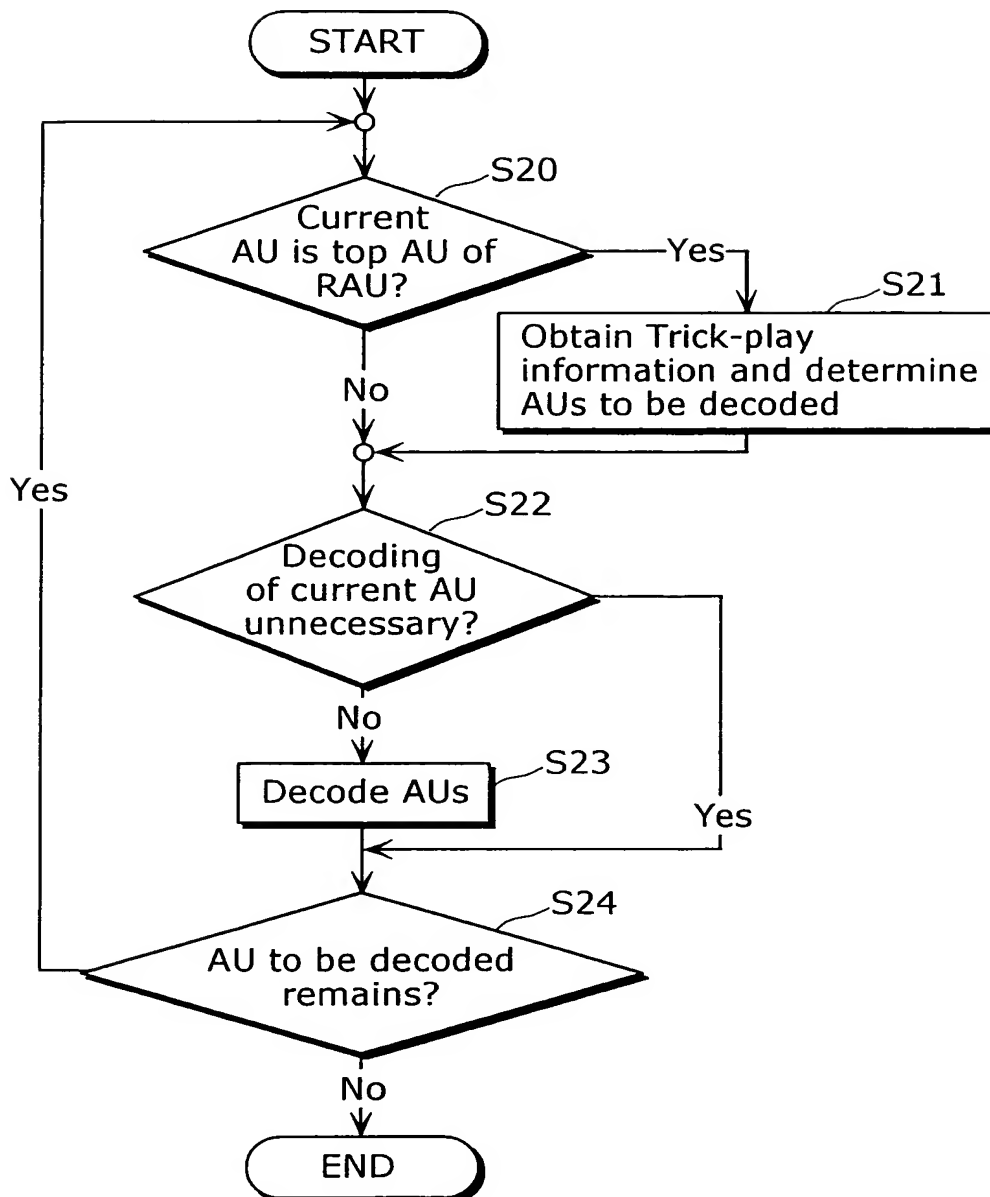 START
S20
Current
AU is top AU of
RAU?
Yes
S21
Obtain Trick-play
information and determine
AUs to be decoded
No
Yes
S22
Decoding
of current AU
unnecessary?
No
S23
Decode AUs
Yes
S24
AU to be decoded
remains?
No
END